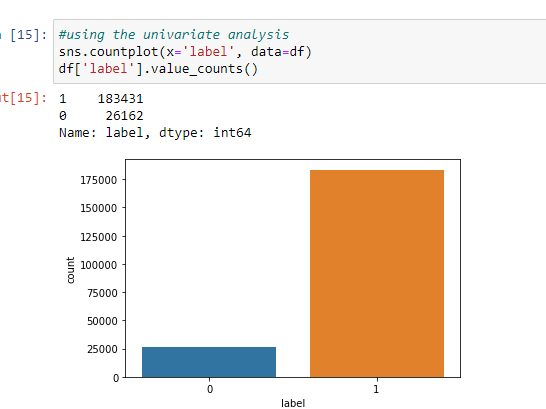 [15]:
#using the univariate analysis
sns.countplot(x='label', data=df)
df['label'].value_counts()
ut[15]:
1 183431
0 26162
Name: label, dtype: int64
175000
150000
125000
100000
75000
50000
25000
0
count
0 1
label